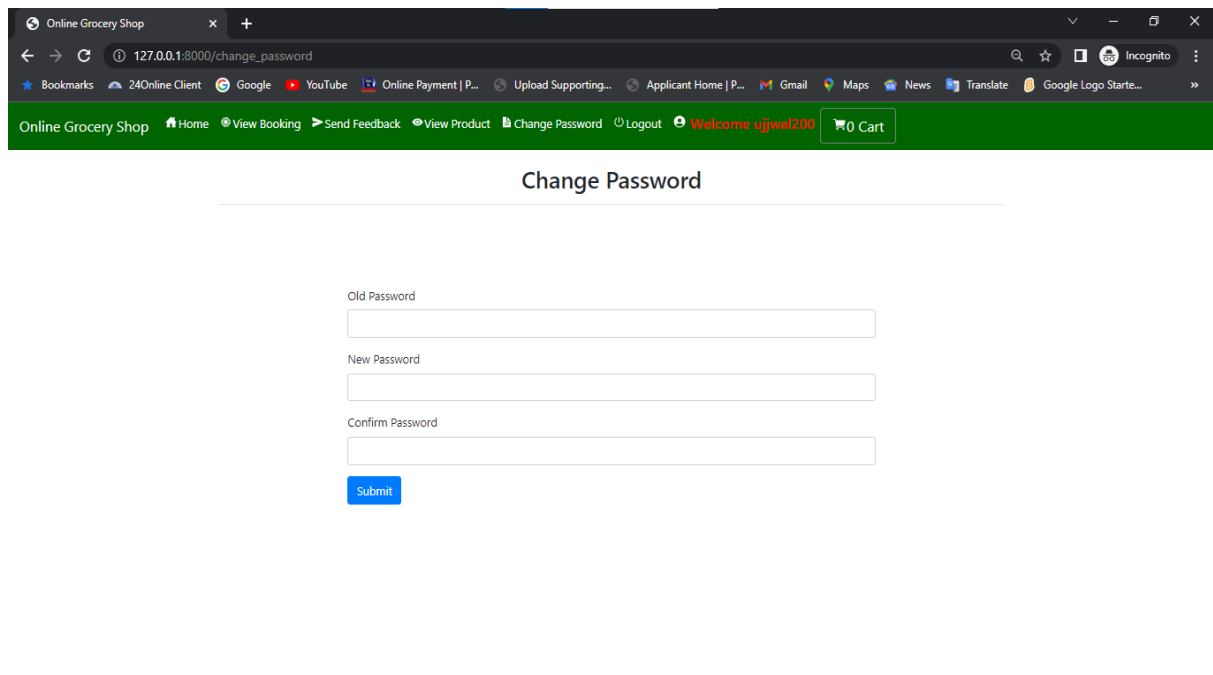 Online Grocery Shop
127.0.0.1:8000/change_password
Incognito
Bookmarks 24Online Client Google YouTube Online Payment | P... Upload Supporting... Applicant Home | P... Gmail Maps News Translate Google Logo Starte... »
Online Grocery Shop Home View Booking Send Feedback View Product Change Password Logout Welcome ujjwal200 0 Cart
Change Password
Old Password
New Password
Confirm Password
Submit